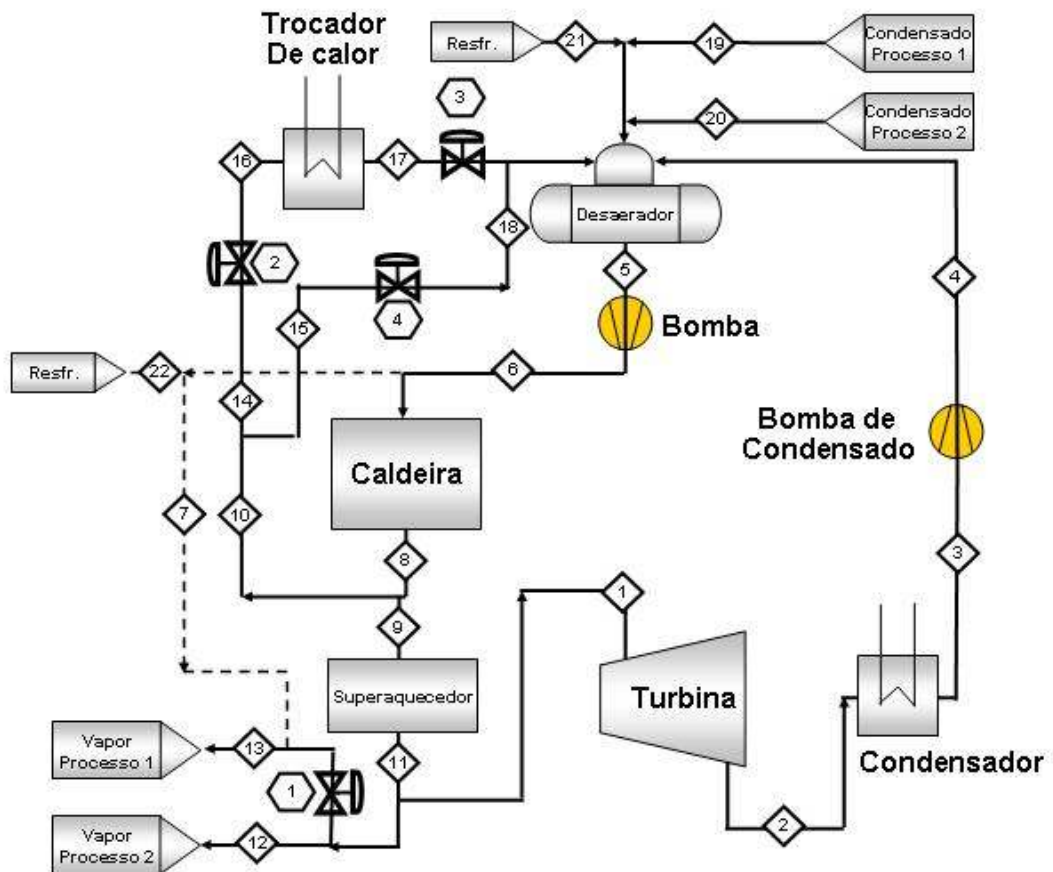 Trocador
De calor
Resfr.
21
19
Condensado
Processo 1
3
20
Condensado
Processo 2
16
17
Desaerador
18
2
4
5
4
15
Bomba
Resfr.
22
6
14
Bomba de
Condensado
Caldeira
7
10
8
3
1
9
Superaquecedor
Turbina
Vapor
Processo 1
13
11
Condensador
1
Vapor
Processo 2
12
2